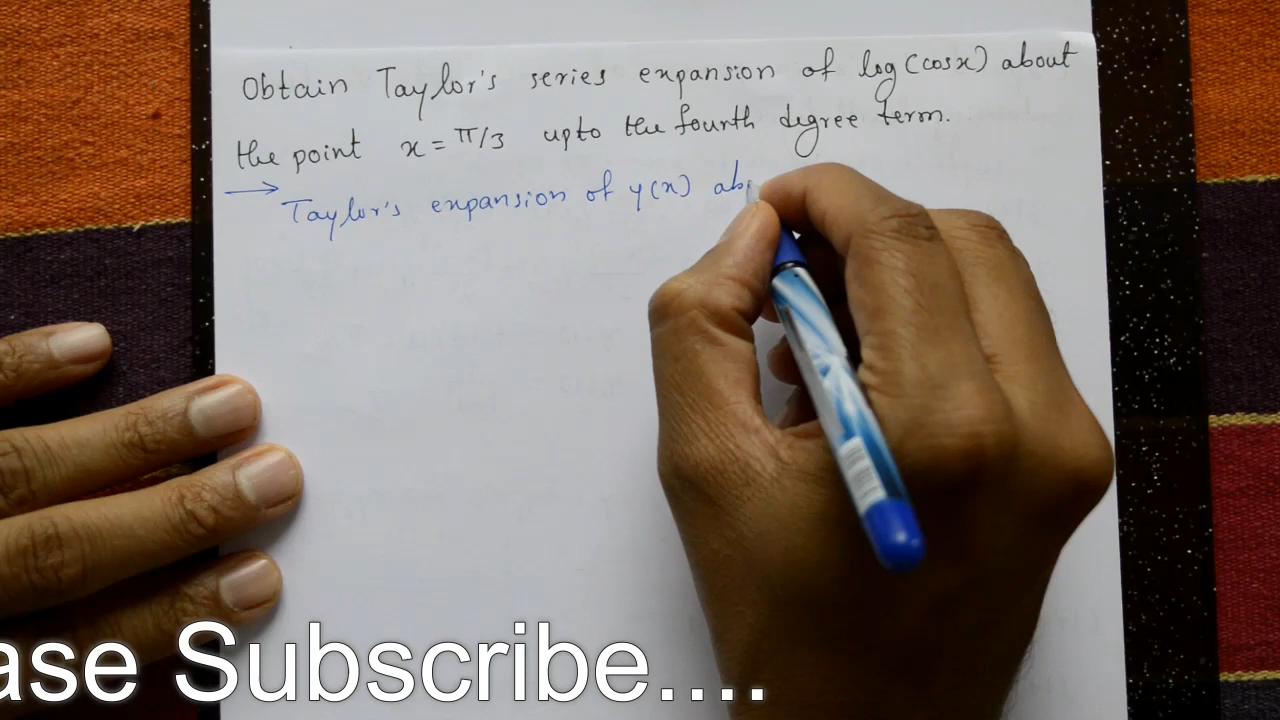 Obtain Taylor's series expansion of log(cosx) about
the point x = π/3 upto the fourth degree term.
→ Taylor's expansion of y(x) ab
ase Subscribe....